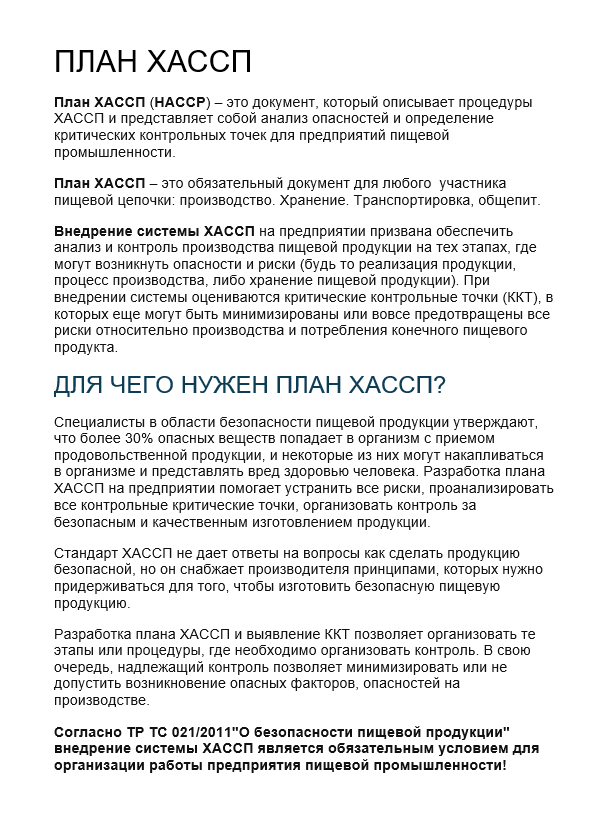 ПЛАН ХАССП
План ХАССП (НАССР) – это документ, который описывает процедуры
ХАССП и представляет собой анализ опасностей и определение
критических контрольных точек для предприятий пищевой
промышленности.
План ХАССП – это обязательный документ для любого  участника
пищевой цепочки: производство. Хранение. Транспортировка, общепит.
Внедрение системы ХАССП на предприятии призвана обеспечить
анализ и контроль производства пищевой продукции на тех этапах, где
могут возникнуть опасности и риски (будь то реализация продукции,
процесс производства, либо хранение пищевой продукции). При
внедрении системы оцениваются критические контрольные точки (ККТ), в
которых еще могут быть минимизированы или вовсе предотвращены все
риски относительно производства и потребления конечного пищевого
продукта.
ДЛЯ ЧЕГО НУЖЕН ПЛАН ХАССП?
Специалисты в области безопасности пищевой продукции утверждают,
что более 30% опасных веществ попадает в организм с приемом
продовольственной продукции, и некоторые из них могут накапливаться
в организме и представлять вред здоровью человека. Разработка плана
ХАССП на предприятии помогает устранить все риски, проанализировать
все контрольные критические точки, организовать контроль за
безопасным и качественным изготовлением продукции.
Стандарт ХАССП не дает ответы на вопросы как сделать продукцию
безопасной, но он снабжает производителя принципами, которых нужно
придерживаться для того, чтобы изготовить безопасную пищевую
продукцию.
Разработка плана ХАССП и выявление ККТ позволяет организовать те
этапы или процедуры, где необходимо организовать контроль. В свою
очередь, надлежащий контроль позволяет минимизировать или не
допустить возникновение опасных факторов, опасностей на
производстве.
Согласно ТР ТС 021/2011"О безопасности пищевой продукции"
внедрение системы ХАССП является обязательным условием для
организации работы предприятия пищевой промышленности!